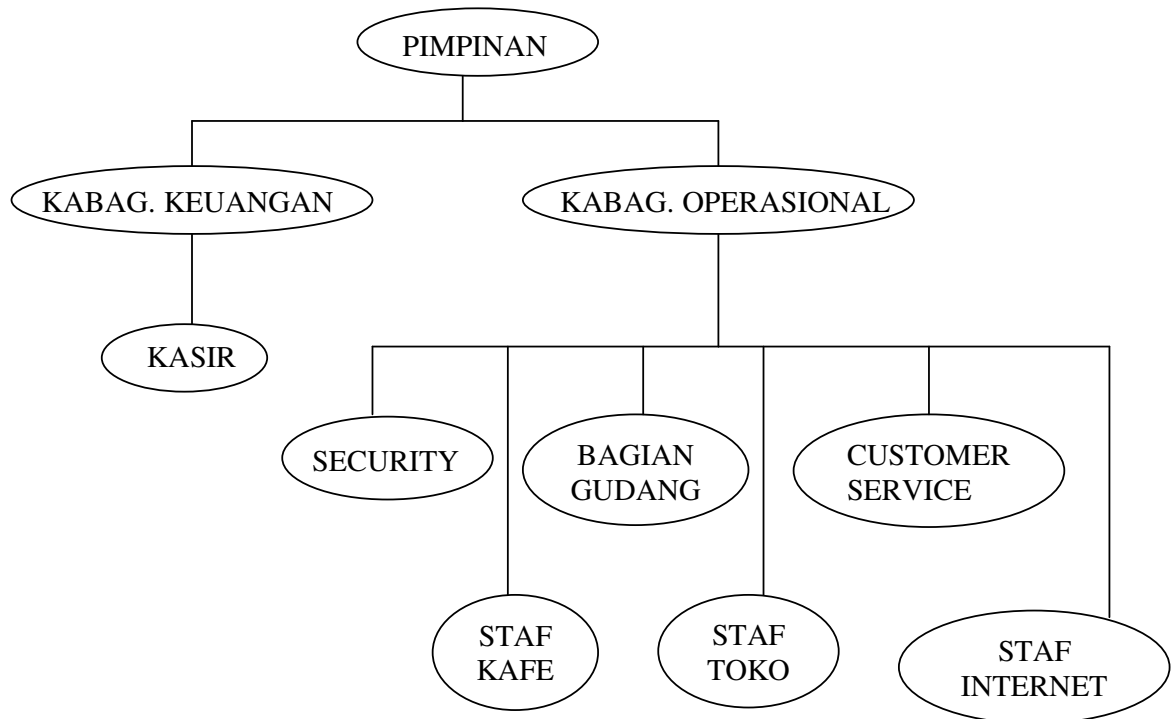 PIMPINAN
KABAG. KEUANGAN
KABAG. OPERASIONAL
KASIR
SECURITY
BAGIAN
GUDANG
CUSTOMER
SERVICE
STAF
KAFE
STAF
TOKO
STAF
INTERNET